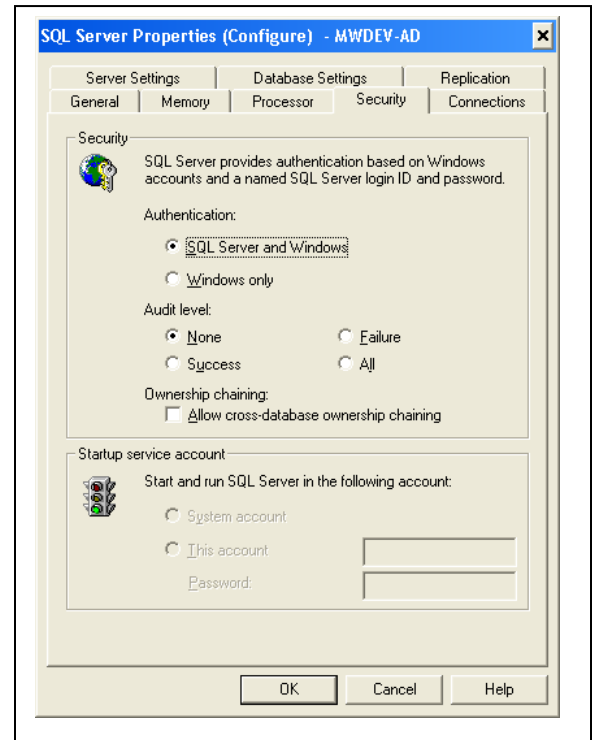 SQL Server Properties (Configure) - MWDEV-AD
Server Settings Database Settings Replication
General Memory Processor Security Connections
Security
SQL Server provides authentication based on Windows
accounts and a named SQL Server login ID and password.
Authentication:
SQL Server and Windows
Windows only
Audit level:
None Failure
Success All
Ownership chaining:
Allow cross-database ownership chaining
Startup service account
Start and run SQL Server in the following account:
System account
This account
Password:
OK Cancel Help